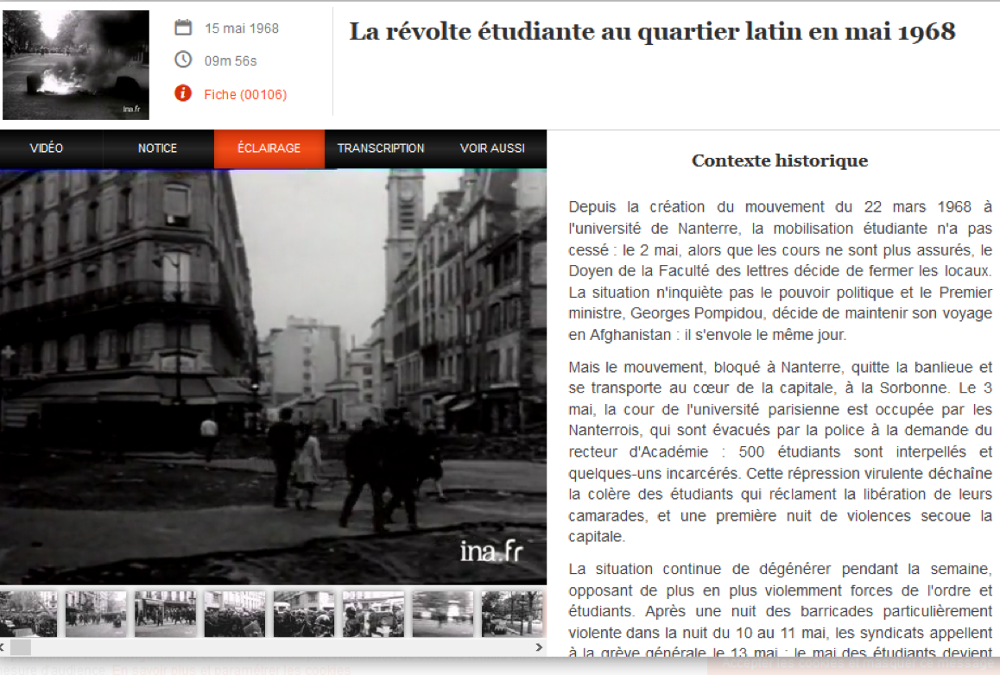 15 mai 1968
09m 56s
Fiche (00106)
La révolte étudiante au quartier latin en mai 1968
ina.fr
VIDÉO
NOTICE
ÉCLAIRAGE
TRANSCRIPTION
VOIR AUSSI
ina.fr
Contexte historique
Depuis la création du mouvement du 22 mars 1968 à
l'université de Nanterre, la mobilisation étudiante n'a pas
cessé : le 2 mai, alors que les cours ne sont plus assurés, le
Doyen de la Faculté des lettres décide de fermer les locaux.
La situation n'inquiète pas le pouvoir politique et le Premier
ministre, Georges Pompidou, décide de maintenir son voyage
en Afghanistan : il s'envole le même jour.
Mais le mouvement, bloqué à Nanterre, quitte la banlieue et
se transporte au cœur de la capitale, à la Sorbonne. Le 3
mai, la cour de l'université parisienne est occupée par les
Nanterrois, qui sont évacués par la police à la demande du
recteur d'Académie : 500 étudiants sont interpellés et
quelques-uns incarcérés. Cette répression virulente déchaîne
la colère des étudiants qui réclament la libération de leurs
camarades, et une première nuit de violences secoue la
capitale.
La situation continue de dégénérer pendant la semaine,
opposant de plus en plus violemment forces de l'ordre et
étudiants. Après une nuit des barricades particulièrement
violente dans la nuit du 10 au 11 mai, les syndicats appellent
à la grève générale le 13 mai : le mai des étudiants devient
esure d'audience. En savoir plus et paramétrer les cookies.
Accepter les cookies et masquer ce message